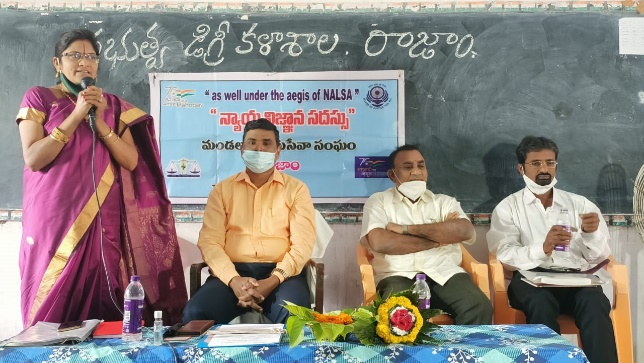 ప్రభుత్వ డిగ్రీ కళాశాల. రాజాం.
" as well under the aegis of NALSA "
" న్యాయ విజ్ఞాన సదస్సు "
మండల సేవా సంఘం